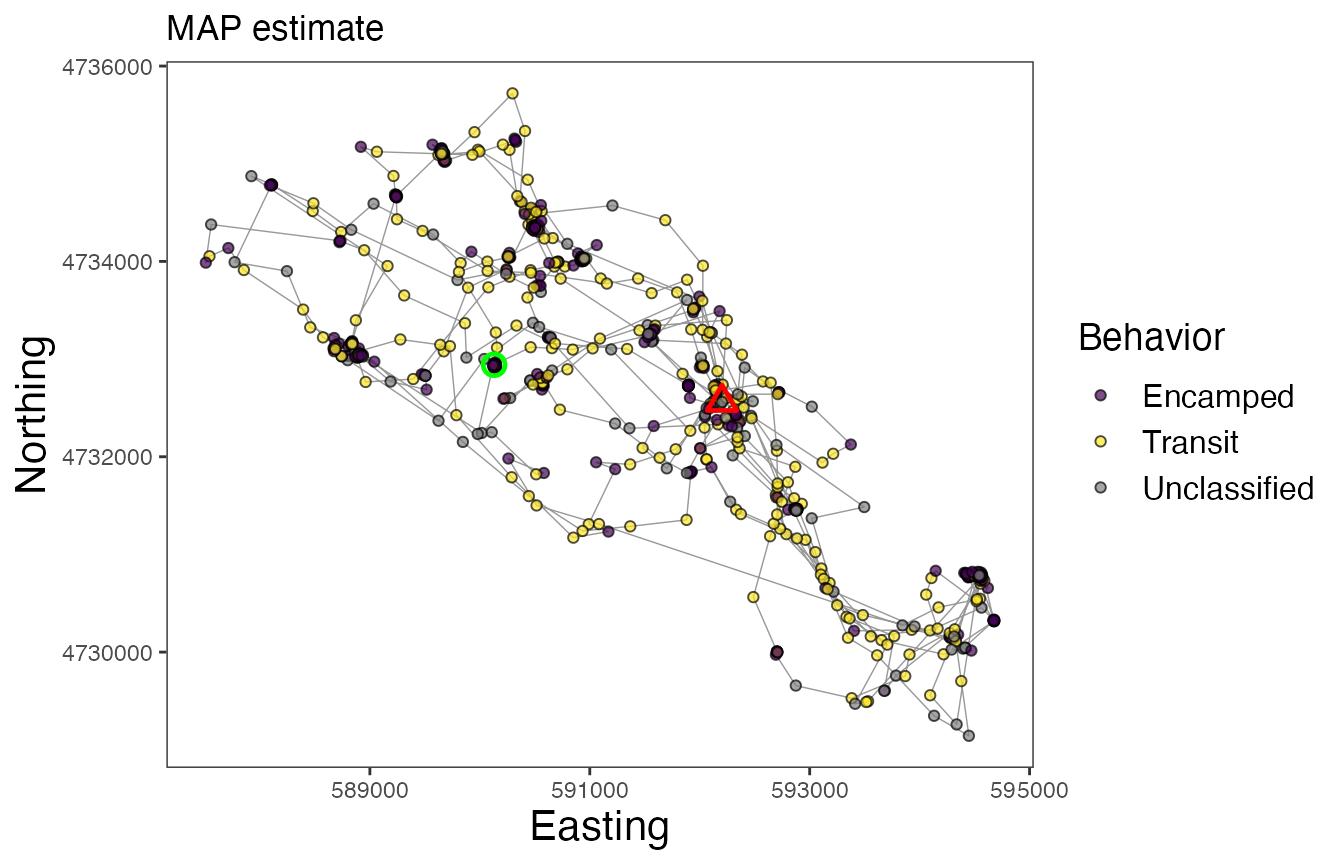 MAP estimate
4736000
4734000
4732000
4730000
Northing
589000
591000
593000
595000
Easting
Behavior
Encamped
Transit
Unclassified